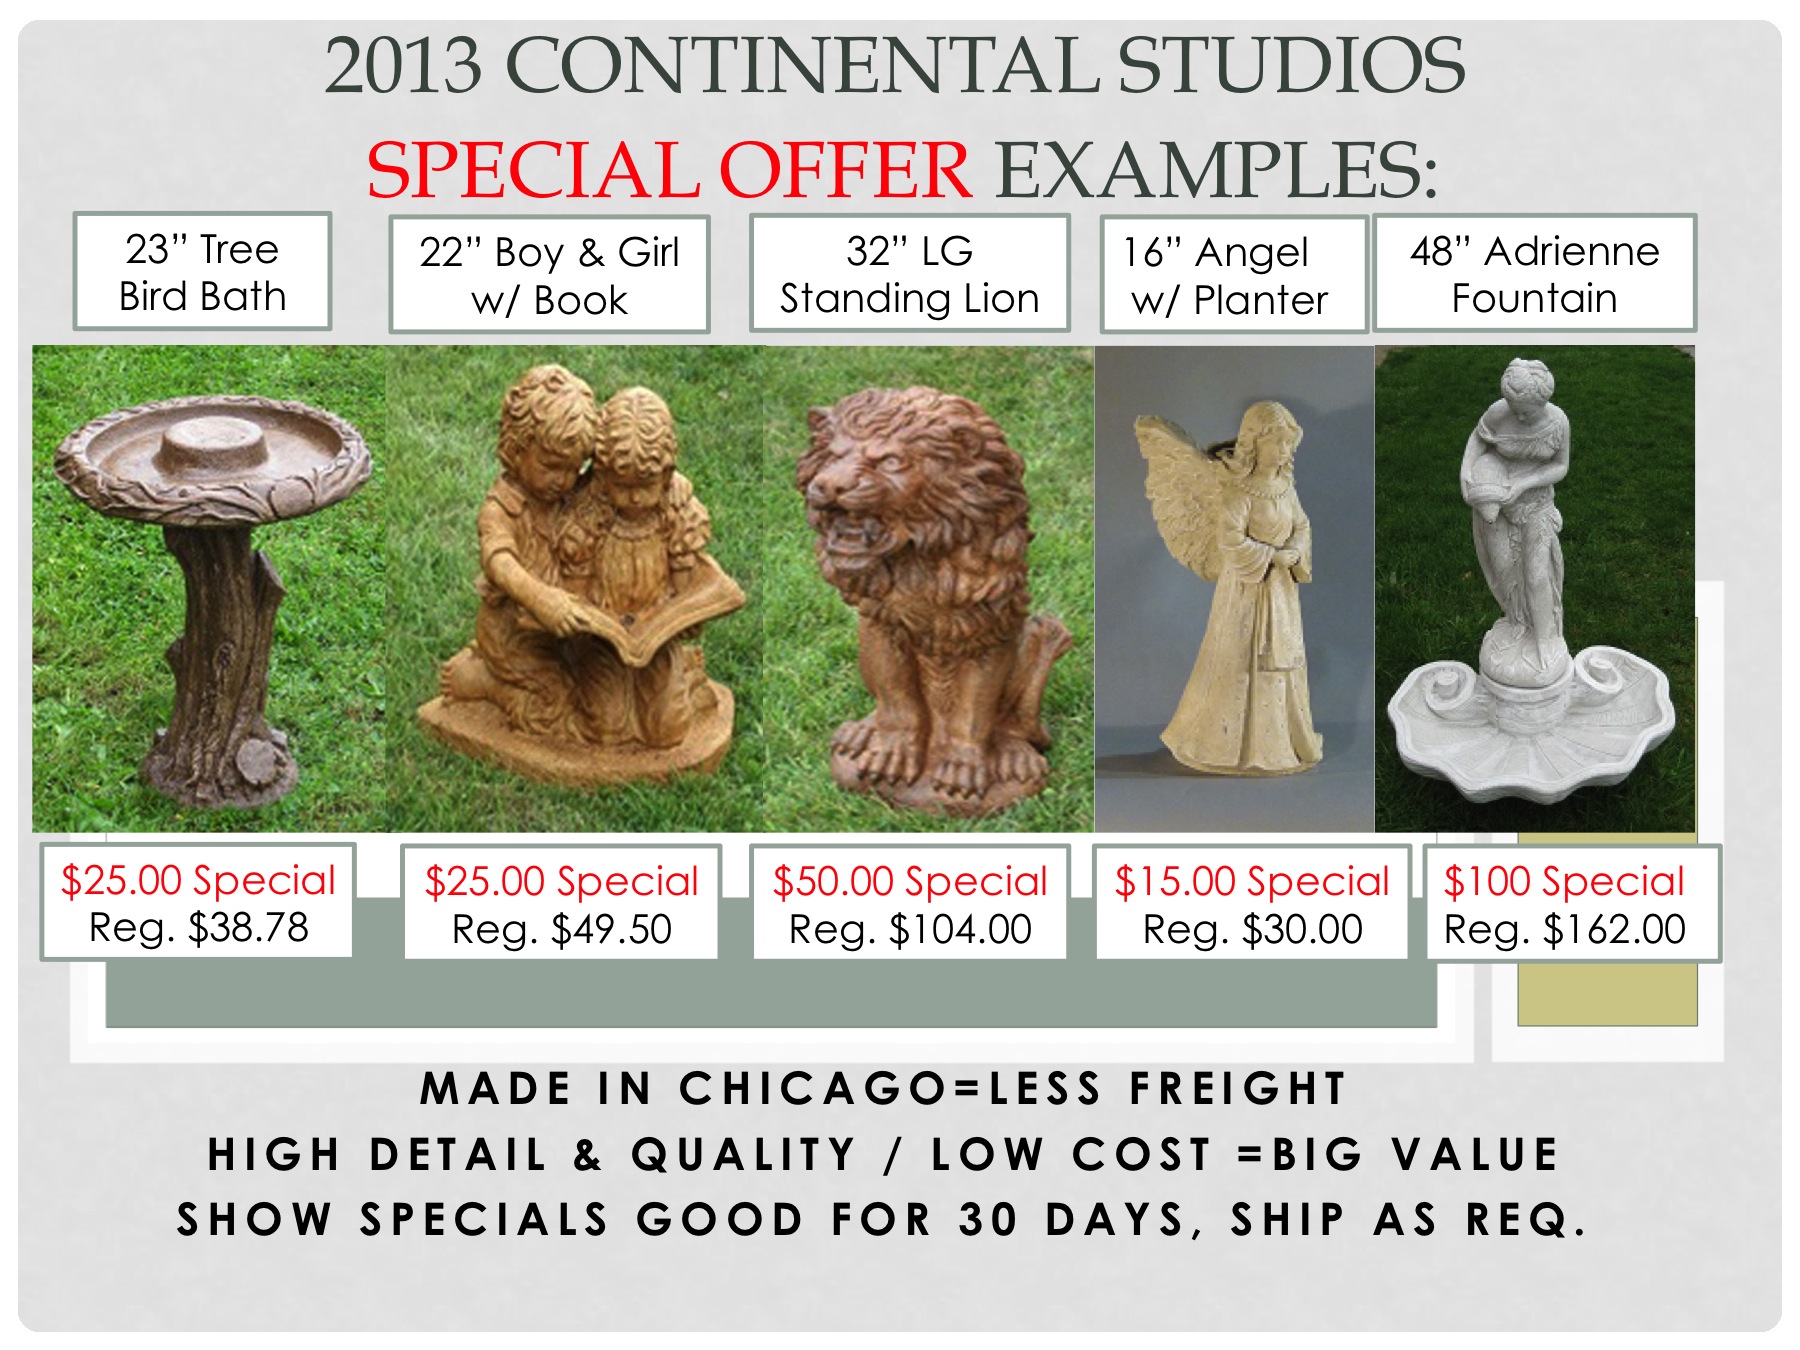 2013 CONTINENTAL STUDIOS
SPECIAL OFFER EXAMPLES:
23” Tree
Bird Bath
22” Boy & Girl
w/ Book
32” LG
Standing Lion
16” Angel
w/ Planter
48” Adrienne
Fountain
$25.00 Special
Reg. $38.78
$25.00 Special
Reg. $49.50
$50.00 Special
Reg. $104.00
$15.00 Special
Reg. $30.00
$100 Special
Reg. $162.00
MADE IN CHICAGO=LESS FREIGHT
HIGH DETAIL & QUALITY / LOW COST =BIG VALUE
SHOW SPECIALS GOOD FOR 30 DAYS, SHIP AS REQ.